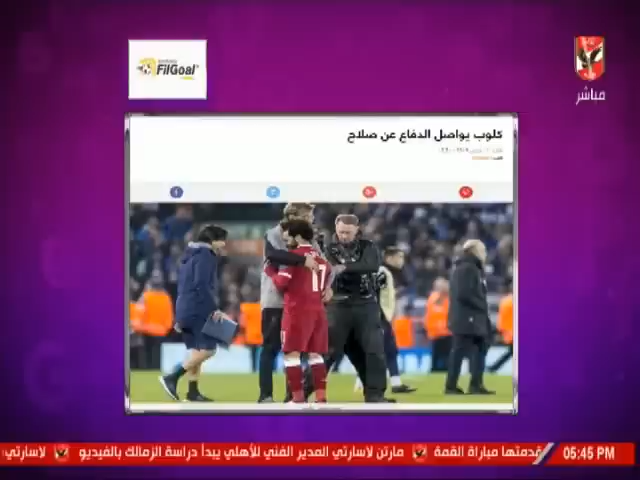 FilGoal
مباشر
كلوب يواصل الدفاع عن صلاح
17
قدمتها مباراة القمة مارتن لاسارتي المدير الفني للأهلي يبدأ دراسة الزمالك بالفيديو لاسارتي
05:45 PM